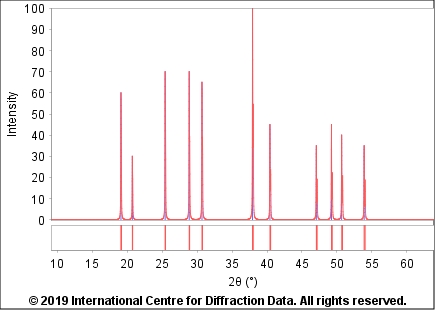 100
90
80
70
60
50
40
30
20
10
0
Intensity
10 15 20 25 30 35 40 45 50 55 60
2θ (°)
© 2019 International Centre for Diffraction Data. All rights reserved.